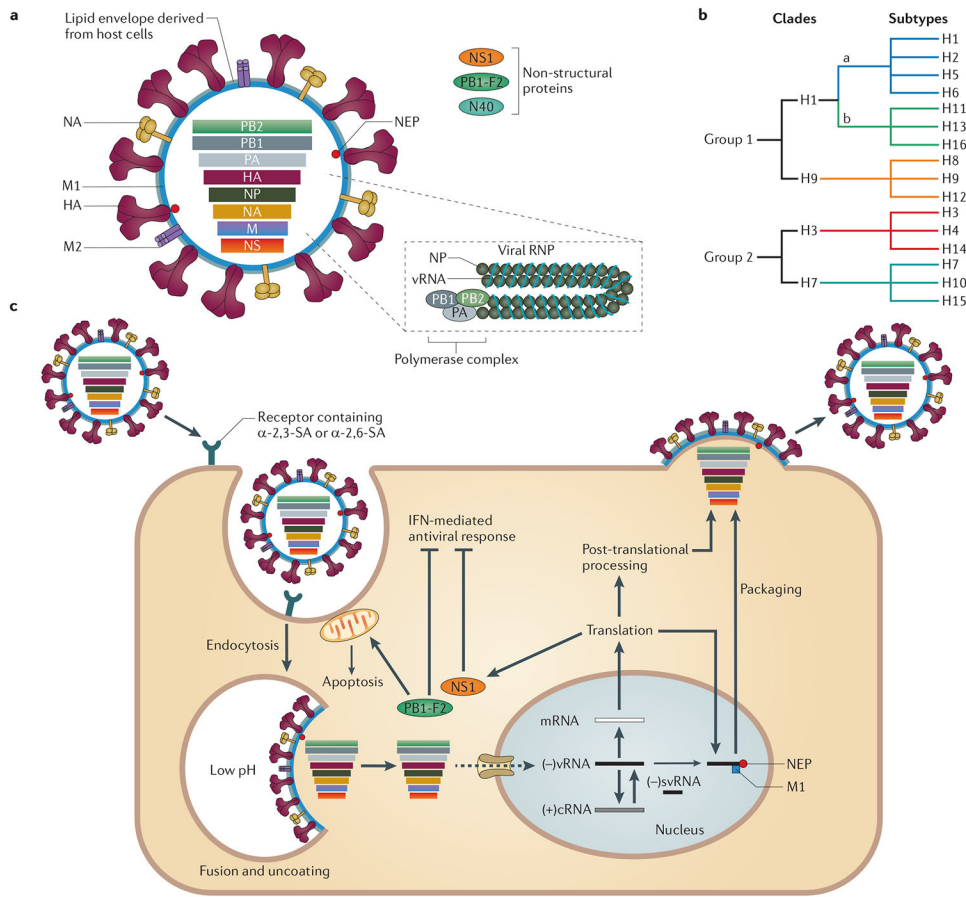 a
Lipid envelope derived
from host cells
NA
M1
HA
M2
NEP
PB2
PB1
PA
HA
NP
NA
M
NS
NS1
PB1-F2
N40
Non-structural
proteins
Viral RNP
NP
vRNA
PB1
PB2
PA
Polymerase complex
b
Clades
Subtypes
Group 1
H1
a
H1
H2
H5
H6
b
H11
H13
H16
H9
H8
H9
H12
Group 2
H3
H3
H4
H14
H7
H7
H10
H15
c
Receptor containing
α-2,3-SA or α-2,6-SA
Endocytosis
Low pH
Fusion and uncoating
Apoptosis
IFN-mediated
antiviral response
PB1-F2
NS1
Post-translational
processing
Translation
Packaging
mRNA
(–)vRNA
(–)svRNA
(+)cRNA
Nucleus
NEP
M1